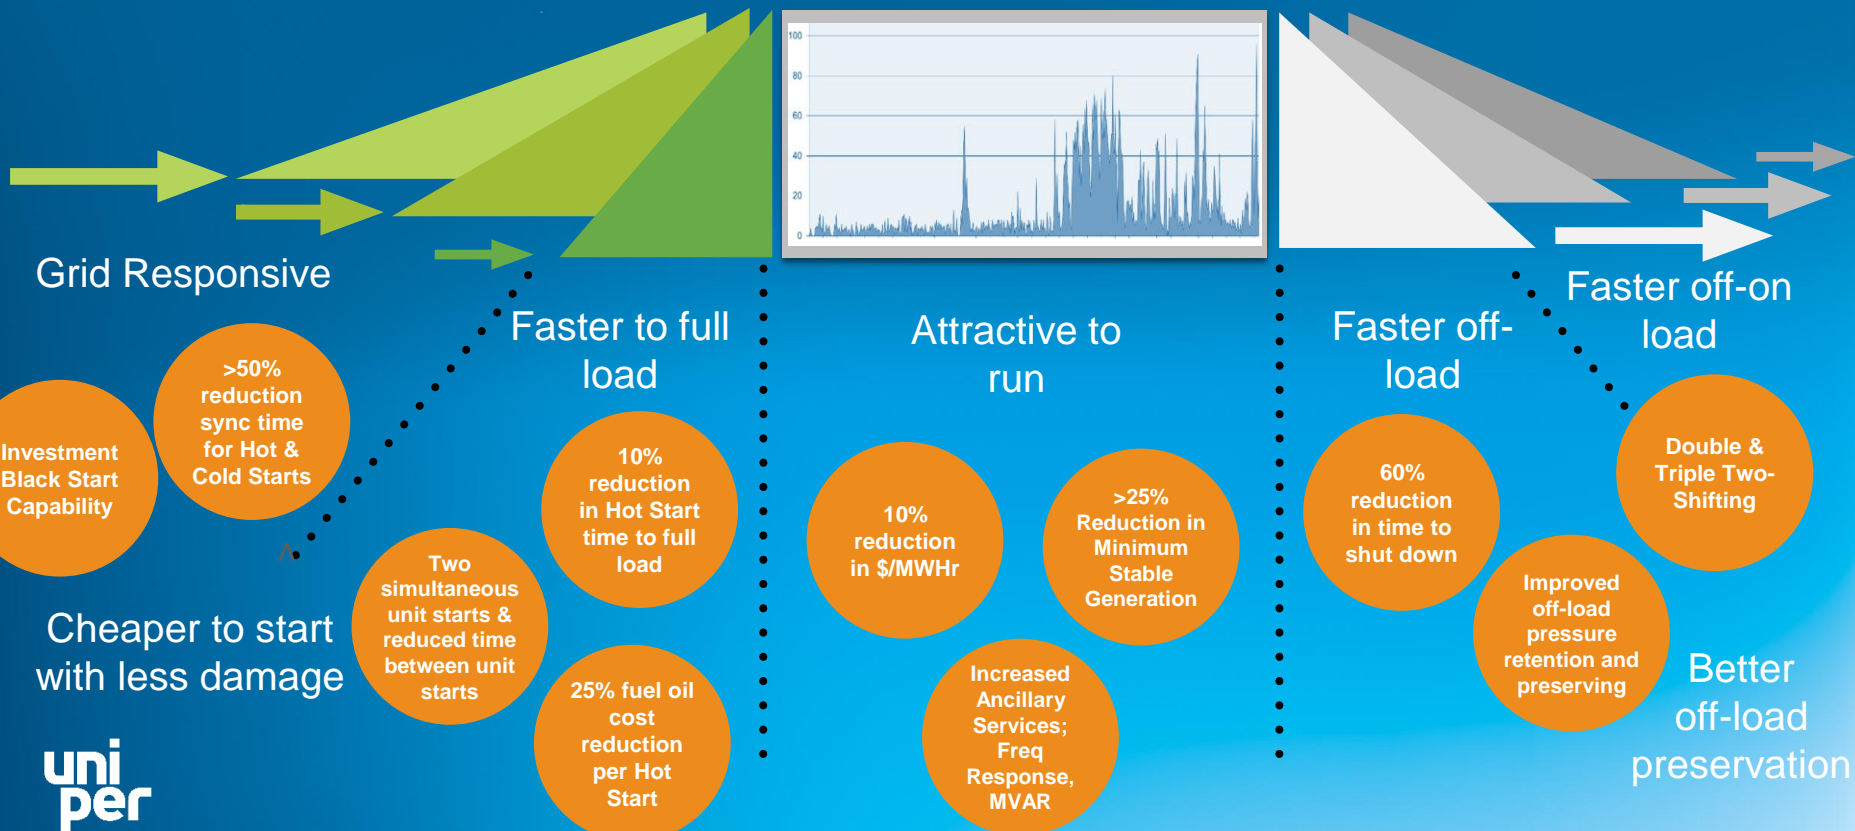 100
80
60
40
20
0
Grid Responsive
Investment
Black Start
Capability
>50%
reduction
sync time
for Hot &
Cold Starts
Cheaper to start
with less damage
Faster to full
load
10%
reduction
in Hot Start
time to full
load
Two
simultaneous
unit starts &
reduced time
between unit
starts
25% fuel oil
cost
reduction
per Hot
Start
Attractive to
run
10%
reduction
in $/MWHr
>25%
Reduction in
Minimum
Stable
Generation
Increased
Ancillary
Services;
Freq
Response,
MVAR
Faster off-
load
60%
reduction
in time to
shut down
Improved
off-load
pressure
retention and
preserving
Faster off-on
load
Double &
Triple Two-
Shifting
Better
off-load
preservation
uni
per